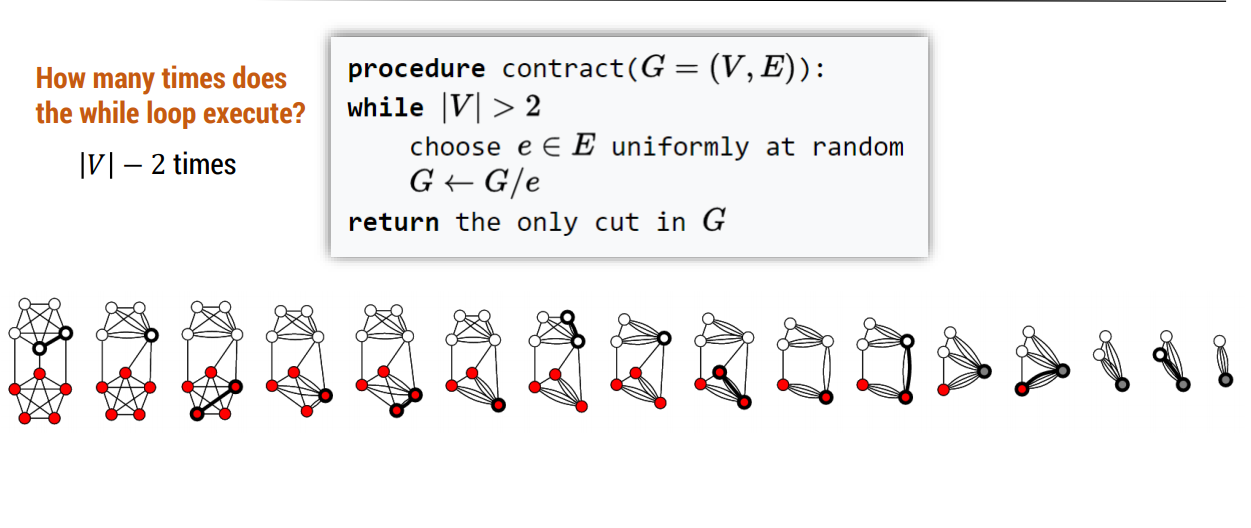 How many times does
the while loop execute?
|V| − 2 times
procedure contract(G = (V, E)):
while |V| > 2
choose e ∈ E uniformly at random
G ← G/e
return the only cut in G